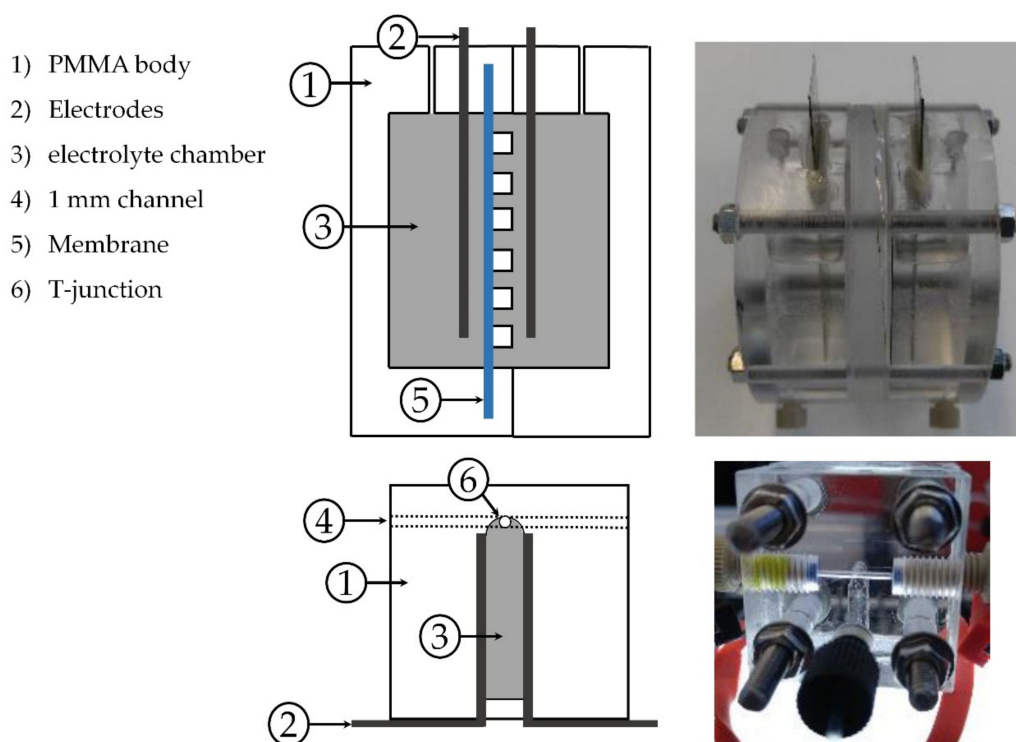 1) PMMA body
2) Electrodes
3) electrolyte chamber
4) 1 mm channel
5) Membrane
6) T-junction
2
1
3
5
6
4
1
3
2